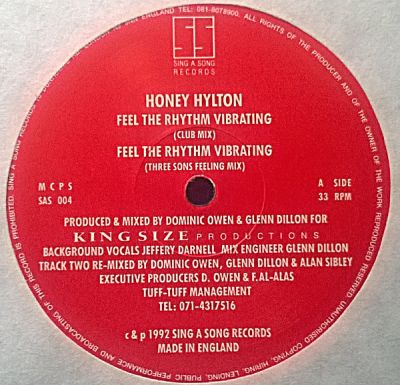 SS
SING A SONG
RECORDS
HONEY HYLTON
FEEL THE RHYTHM VIBRATING
(CLUB MIX)
FEEL THE RHYTHM VIBRATING
(THREE SONS FEELING MIX)
M C P S
SAS 004
A SIDE
33 RPM
PRODUCED & MIXED BY DOMINIC OWEN & GLENN DILLON FOR
KINGSIZE PRODUCTIONS
BACKGROUND VOCALS JEFFERY DARNELL MIX ENGINEER GLENN DILLON
TRACK TWO RE-MIXED BY DOMINIC OWEN, GLENN DILLON & ALAN SIBLEY
EXECUTIVE PRODUCERS D. OWEN & F.AL-ALAS
TUFF-TUFF MANAGEMENT
TEL: 071-4317516
c & p 1992 SING A SONG RECORDS
MADE IN ENGLAND
ENGLAND TEL: 081-8078900. ALL RIGHTS OF THE PRODUCER AND OF THE OWNER OF THE WORK REPRODUCED RESERVED. UNAUTHORISED COPYING, HIRING, LENDING, PUBLIC PERFORMANCE AND BROADCASTING OF THIS RECORD IS PROHIBITED. SING A SONG